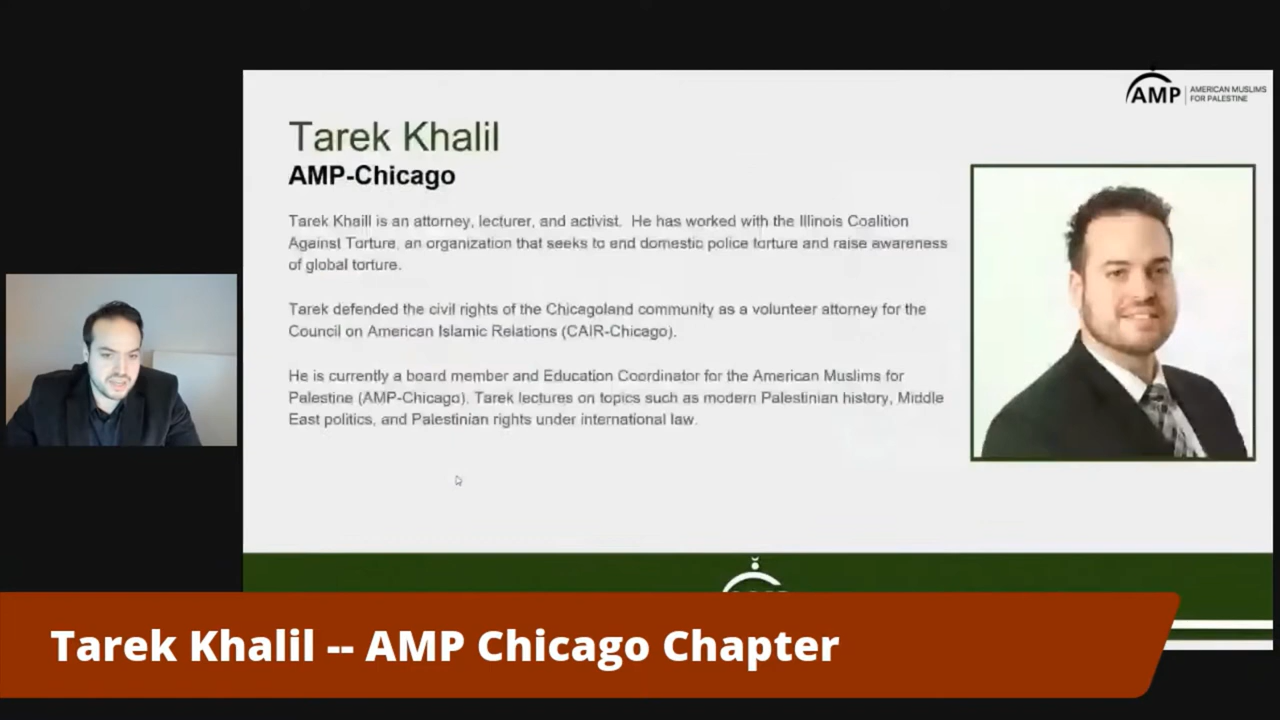 AMP
AMERICAN MUSLIMS
FOR PALESTINE
Tarek Khalil
AMP-Chicago
Tarek Khaill is an attorney, lecturer, and activist. He has worked with the Illinois Coalition
Against Torture, an organization that seeks to end domestic police torture and raise awareness
of global torture.
Tarek defended the civil rights of the Chicagoland community as a volunteer attorney for the
Council on American Islamic Relations (CAIR-Chicago).
He is currently a board member and Education Coordinator for the American Muslims for
Palestine (AMP-Chicago). Tarek lectures on topics such as modern Palestinian history, Middle
East politics, and Palestinian rights under international law.
Tarek Khalil -- AMP Chicago Chapter